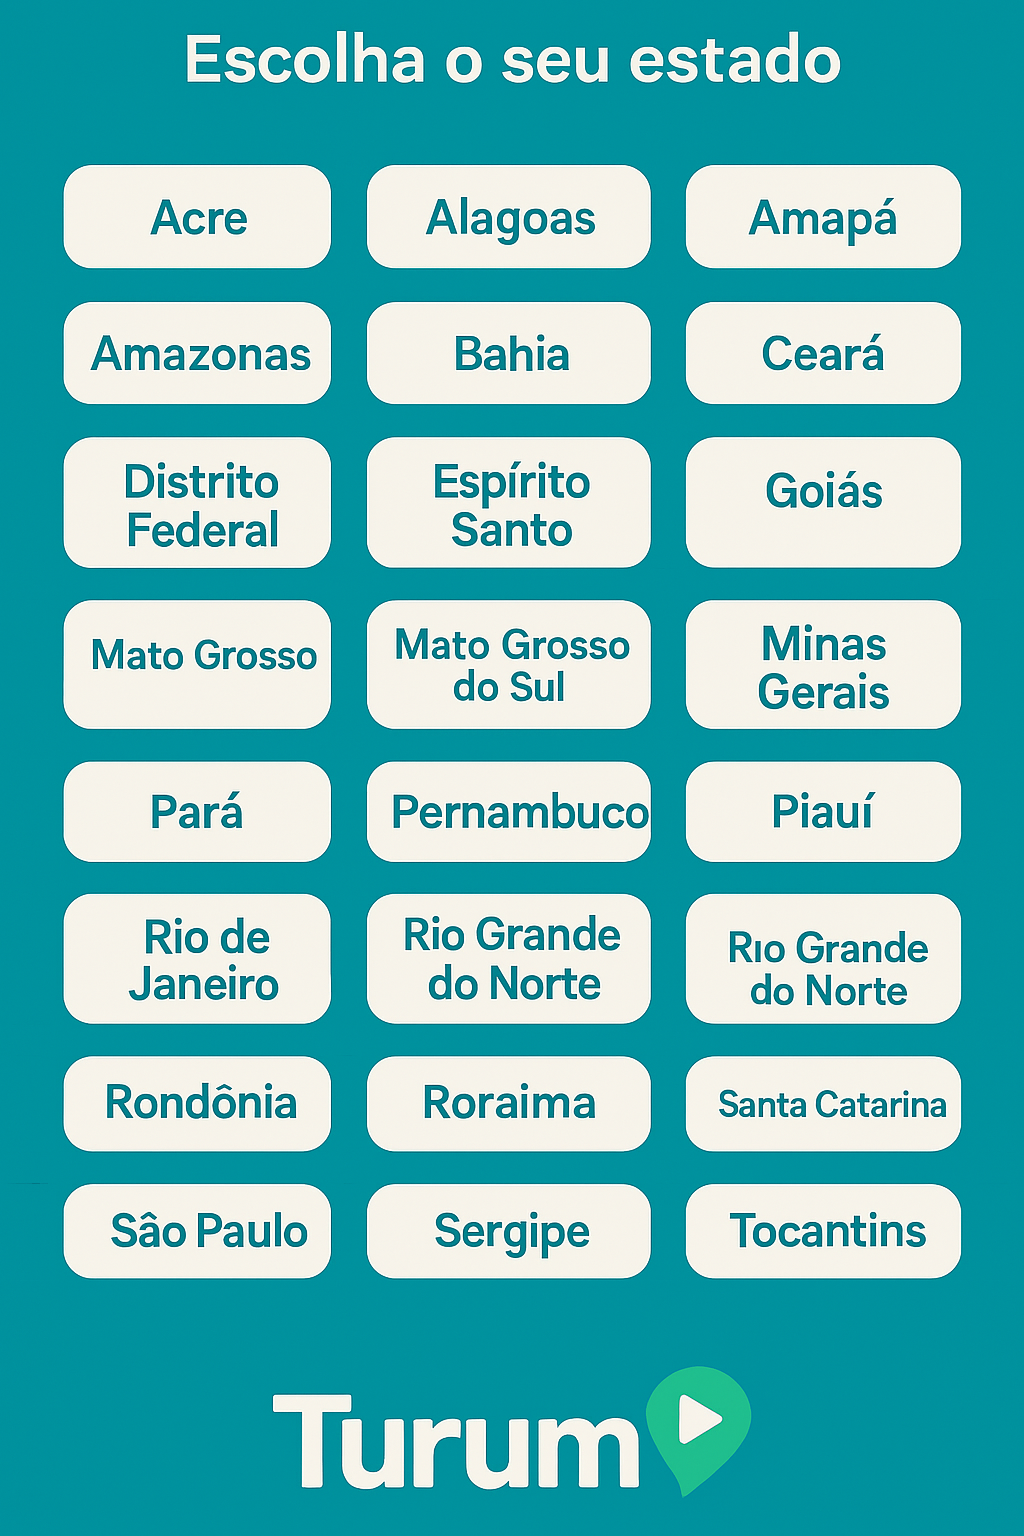 Escolha o seu estado
Acre
Alagoas
Amapá
Amazonas
Bahia
Ceará
Distrito
Federal
Espírito
Santo
Goiás
Mato Grosso
Mato Grosso
do Sul
Minas
Gerais
Pará
Pernambuco
Piauí
Rio de
Janeiro
Rio Grande
do Norte
Rıo Grande
do Norte
Rondônia
Roraima
Santa Catarina
Sâo Paulo
Sergipe
Tocantins
Turum